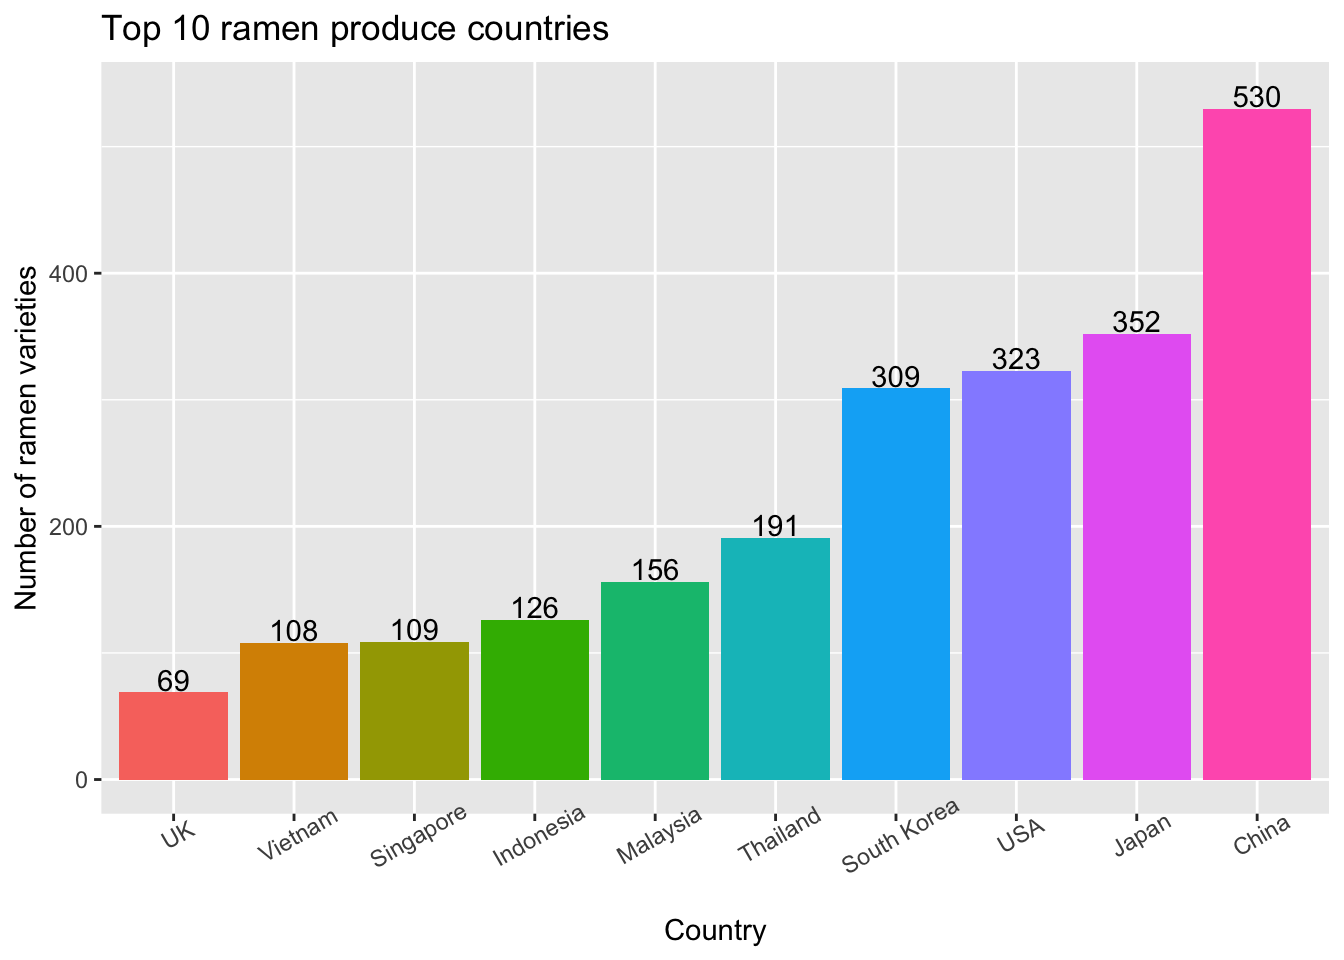 Top 10 ramen produce countries
Number of ramen varieties
400
200
0
69
108
109
126
156
191
309
323
352
530
UK
Vietnam
Singapore
Indonesia
Malaysia
Thailand
South Korea
USA
Japan
China
Country